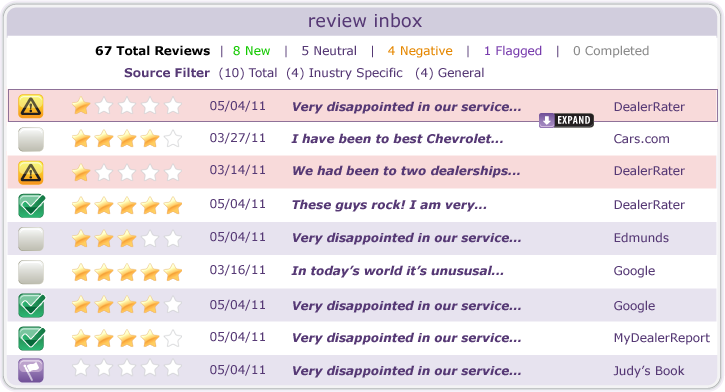 review inbox
67 Total Reviews | 8 New | 5 Neutral | 4 Negative | 1 Flagged | 0 Completed
Source Filter (10) Total (4) Inustry Specific (4) General
05/04/11 Very disappointed in our service... DealerRater
EXPAND
03/27/11 I have been to best Chevrolet... Cars.com
03/14/11 We had been to two dealerships... DealerRater
05/04/11 These guys rock! I am very... DealerRater
05/04/11 Very disappointed in our service... Edmunds
03/16/11 In today’s world it’s unususal... Google
05/04/11 Very disappointed in our service... Google
05/04/11 Very disappointed in our service... MyDealerReport
05/04/11 Very disappointed in our service... Judy’s Book